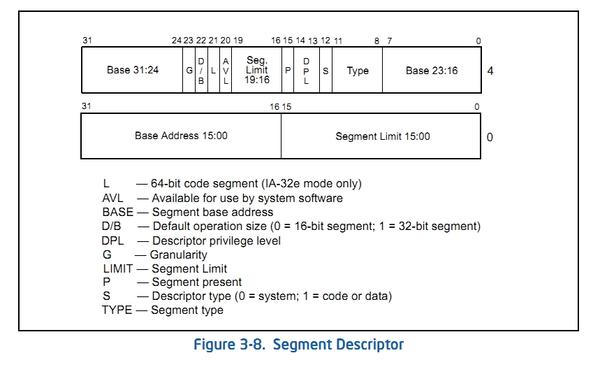 31 24 23 22 21 20 19 16 15 14 13 12 11 8 7 0
Base 31:24 G D/B L AVL Seg. Limit 19:16 P DPL S Type Base 23:16 4
31 16 15 0
Base Address 15:00 Segment Limit 15:00 0
L — 64-bit code segment (IA-32e mode only)
AVL — Available for use by system software
BASE — Segment base address
D/B — Default operation size (0 = 16-bit segment; 1 = 32-bit segment)
DPL — Descriptor privilege level
G — Granularity
LIMIT — Segment Limit
P — Segment present
S — Descriptor type (0 = system; 1 = code or data)
TYPE — Segment type
Figure 3-8. Segment Descriptor